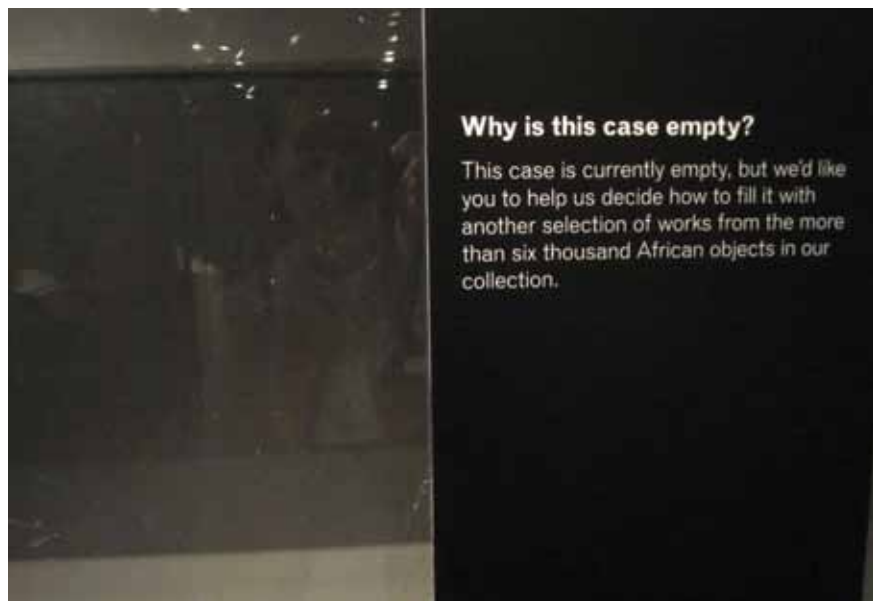 Why is this case empty?
This case is currently empty, but we'd like
you to help us decide how to fill it with
another selection of works from the more
than six thousand African objects in our
collection.